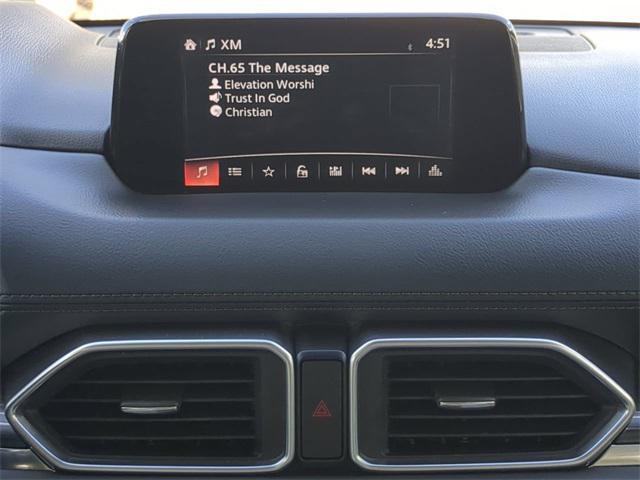 XM 4:51
CH.65 The Message
Elevation Worshi
Trust In God
Christian